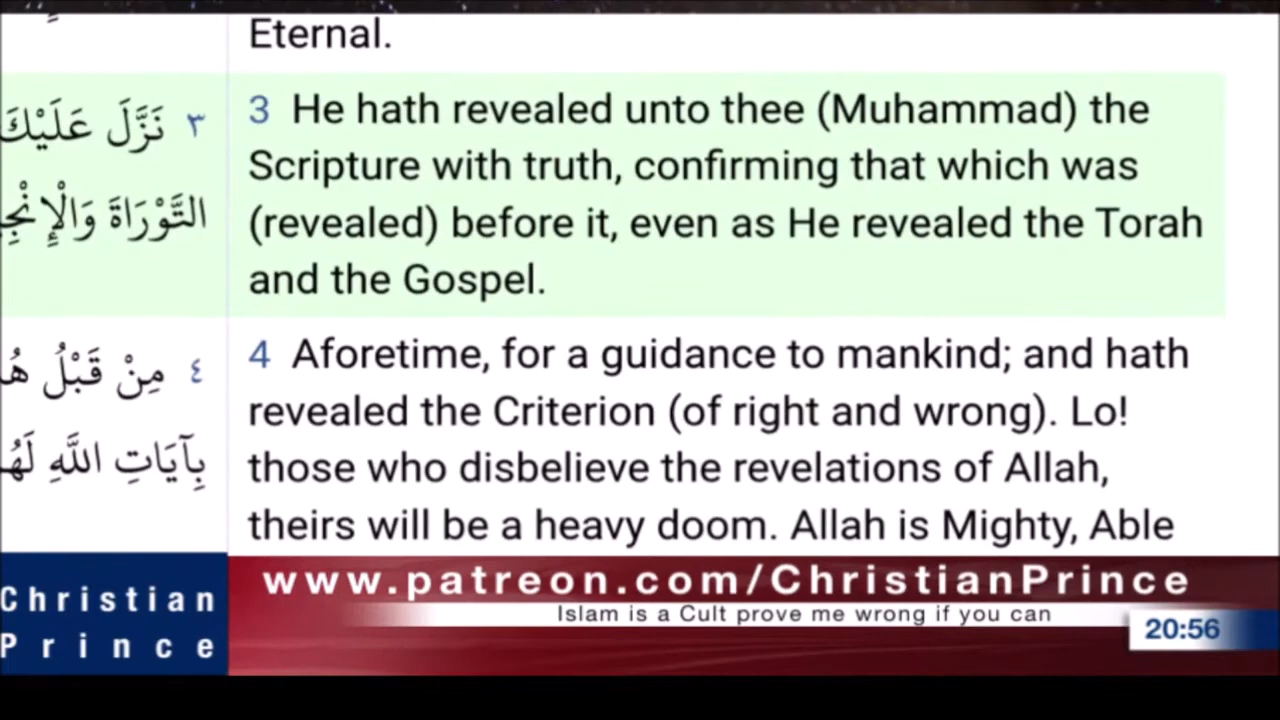 Eternal.
٣ نَزَّلَ عَلَيْكَ
التَّوْرَاةَ
3 He hath revealed unto thee (Muhammad) the
Scripture with truth, confirming that which was
(revealed) before it, even as He revealed the Torah
and the Gospel.
٤ مِنْ قَبْلُ
بِآيَاتِ اللَّهِ
4 Aforetime, for a guidance to mankind; and hath
revealed the Criterion (of right and wrong). Lo!
those who disbelieve the revelations of Allah,
theirs will be a heavy doom. Allah is Mighty, Able
Christian
Prince
www.patreon.com/ChristianPrince
Islam is a Cult prove me wrong if you can
20:56